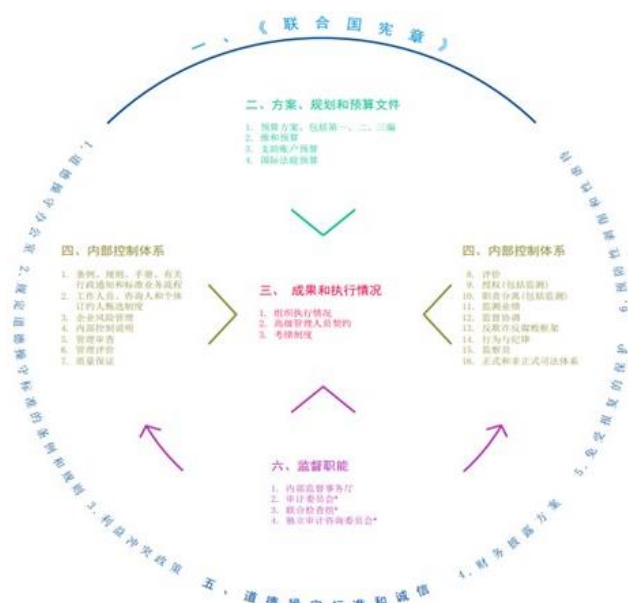 一、《联合国宪章》
二、方案、规划和预算文件
1. 预算方案，包括第一、二、三编
2. 维和预算
3. 支助账户预算
4. 国际法庭预算
四、内部控制体系
1. 条例、规则、手册、有关
行政通知和标准业务流程
2. 工作人员、咨询人和个体
订约人甄选制度
3. 企业风险管理
4. 内部控制说明
5. 管理审查
6. 管理评价
7. 质量保证
三、 成果和执行情况
1. 组织执行情况
2. 高级管理人员契约
3. 考绩制度
四、内部控制体系
8. 评价
9. 授权(包括监测)
10. 职责分离(包括监测)
11. 监测业绩
12. 监督协调
13. 反欺诈反腐败框架
14. 行为与纪律
15. 监察员
16. 正式和非正式司法体系
六、监督职能
1. 内部监督事务厅
2. 审计委员会*
3. 联合检查组*
4. 独立审计咨询委员会*
五、道德操守标准和诚信
1. 道德操守办公室
2. 规定道德操守
条例和规则
3. 利益冲突政策
4. 财务披露方案
5. 免受报复的保护
6. 预防性剥削和性虐待